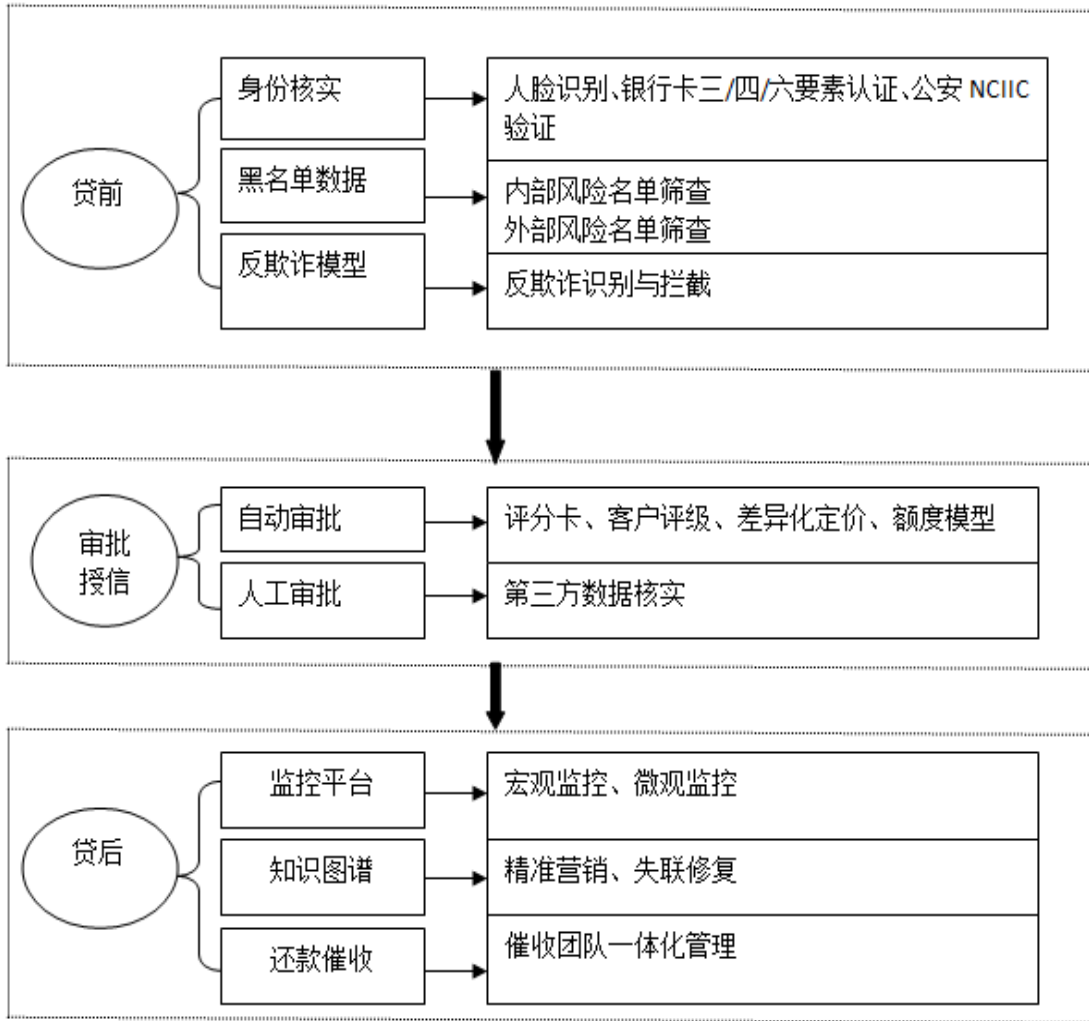 贷前
身份核实
人脸识别、银行卡三/四/六要素认证、公安 NCIIC
验证
黑名单数据
内部风险名单筛查
外部风险名单筛查
反欺诈模型
反欺诈识别与拦截
审批
授信
自动审批
评分卡、客户评级、差异化定价、额度模型
人工审批
第三方数据核实
贷后
监控平台
宏观监控、微观监控
知识图谱
精准营销、失联修复
还款催收
催收团队一体化管理